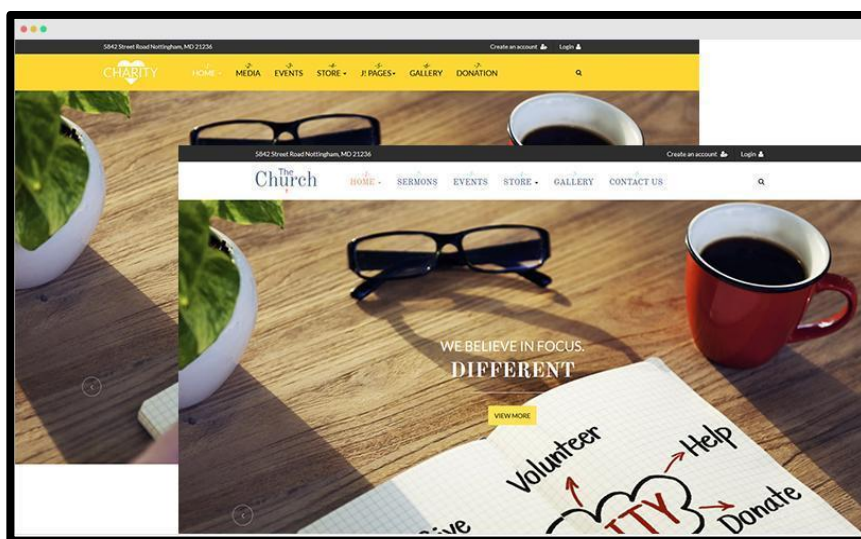 5842 Street Road Nottingham, MD 21236 Create an account Login
CHARITY HOME MEDIA EVENTS STORE J! PAGES GALLERY DONATION
5842 Street Road Nottingham, MD 21236 Create an account Login
The
Church HOME SERMONS EVENTS STORE GALLERY CONTACT US
WE BELIEVE IN FOCUS.
DIFFERENT
VIEW MORE
Volunteer
Help
Donate